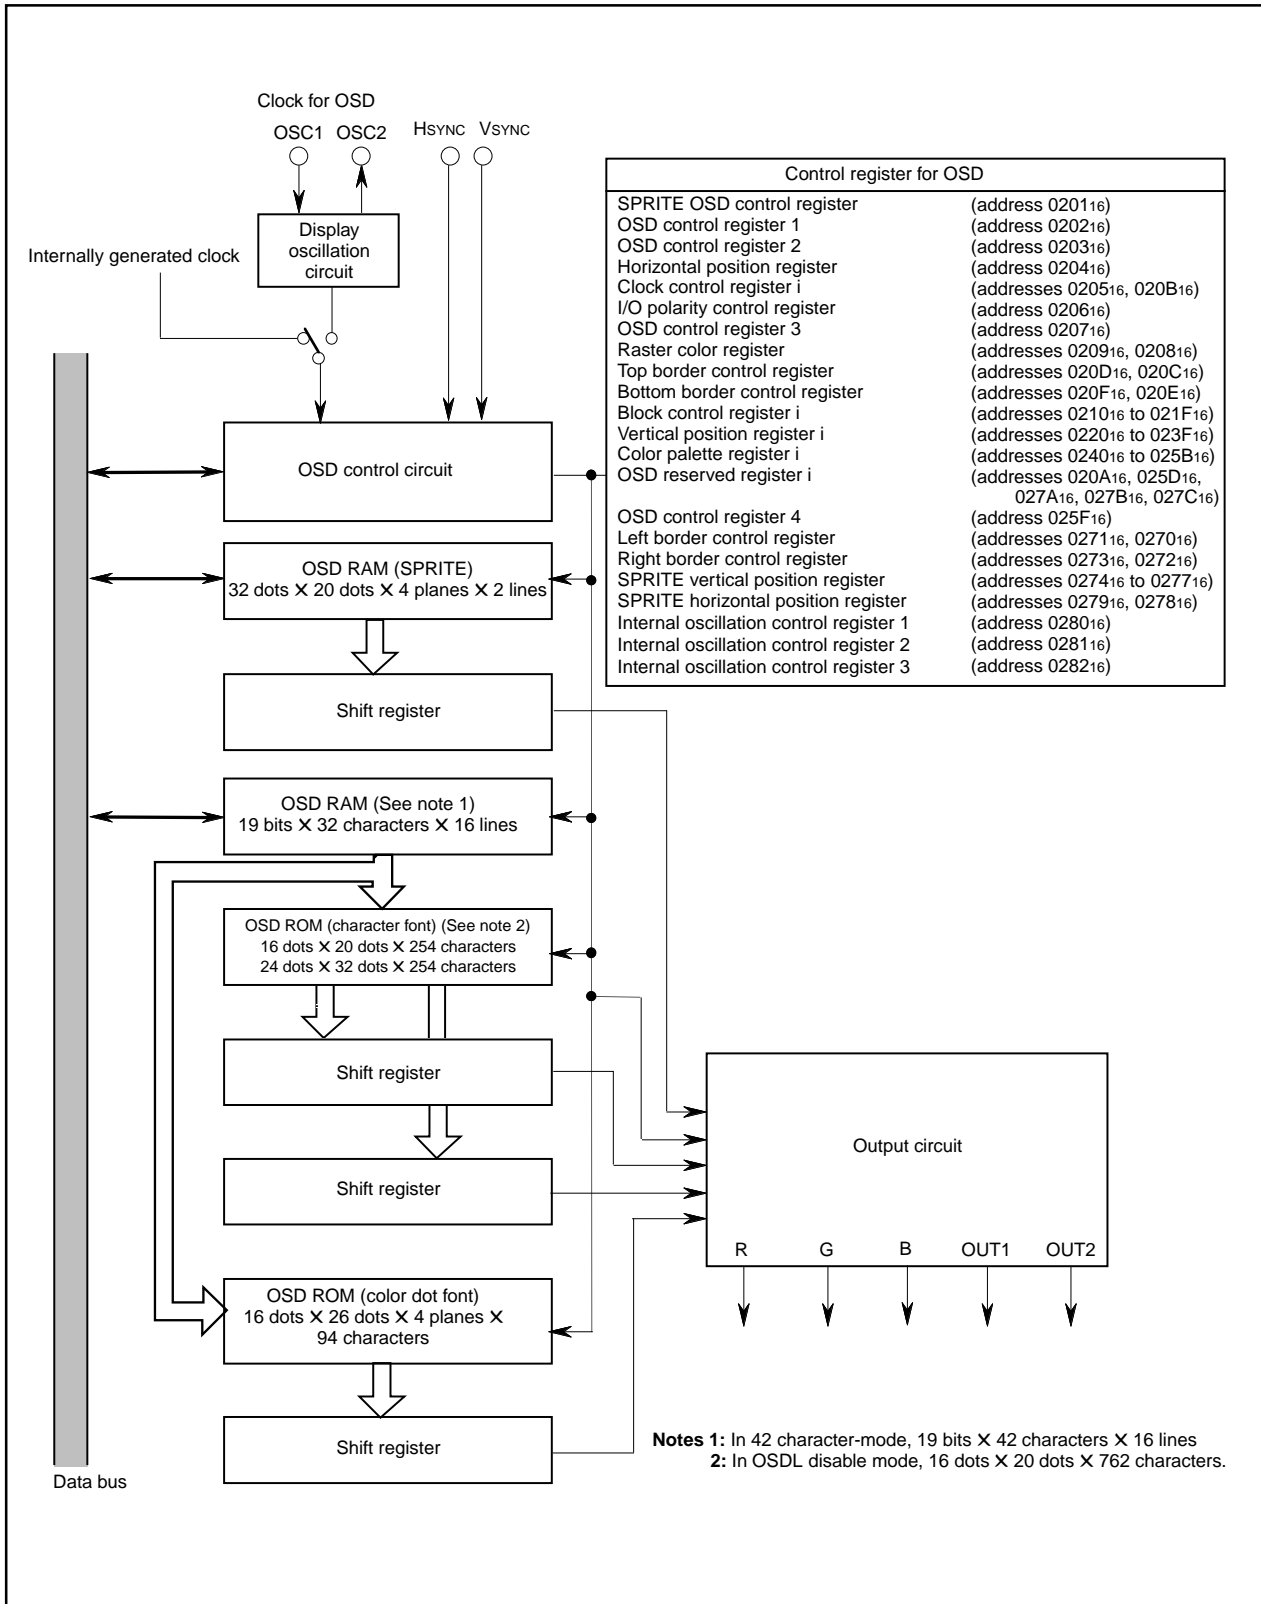 Clock for OSD
OSC1 OSC2 HSYNC VSYNC
Display
oscillation
circuit
Internally generated clock
OSD control circuit
OSD RAM (SPRITE)
32 dots × 20 dots × 4 planes × 2 lines
Shift register
OSD RAM (See note 1)
19 bits × 32 characters × 16 lines
OSD ROM (character font) (See note 2)
16 dots × 20 dots × 254 characters
24 dots × 32 dots × 254 characters
Shift register
Shift register
OSD ROM (color dot font)
16 dots × 26 dots × 4 planes ×
94 characters
Shift register
Data bus
Control register for OSD
SPRITE OSD control register (address 020116)
OSD control register 1 (address 020216)
OSD control register 2 (address 020316)
Horizontal position register (address 020416)
Clock control register i (addresses 020516, 020B16)
I/O polarity control register (address 020616)
OSD control register 3 (address 020716)
Raster color register (addresses 020916, 020816)
Top border control register (addresses 020D16, 020C16)
Bottom border control register (addresses 020F16, 020E16)
Block control register i (addresses 021016 to 021F16)
Vertical position register i (addresses 022016 to 023F16)
Color palette register i (addresses 024016 to 025B16)
OSD reserved register i (addresses 020A16, 025D16,
027A16, 027B16, 027C16)
OSD control register 4 (address 025F16)
Left border control register (addresses 027116, 027016)
Right border control register (addresses 027316, 027216)
SPRITE vertical position register (addresses 027416 to 027716)
SPRITE horizontal position register (addresses 027916, 027816)
Internal oscillation control register 1 (address 028016)
Internal oscillation control register 2 (address 028116)
Internal oscillation control register 3 (address 028216)
Output circuit
R G B OUT1 OUT2
Notes 1: In 42 character-mode, 19 bits × 42 characters × 16 lines
2: In OSDL disable mode, 16 dots × 20 dots × 762 characters.